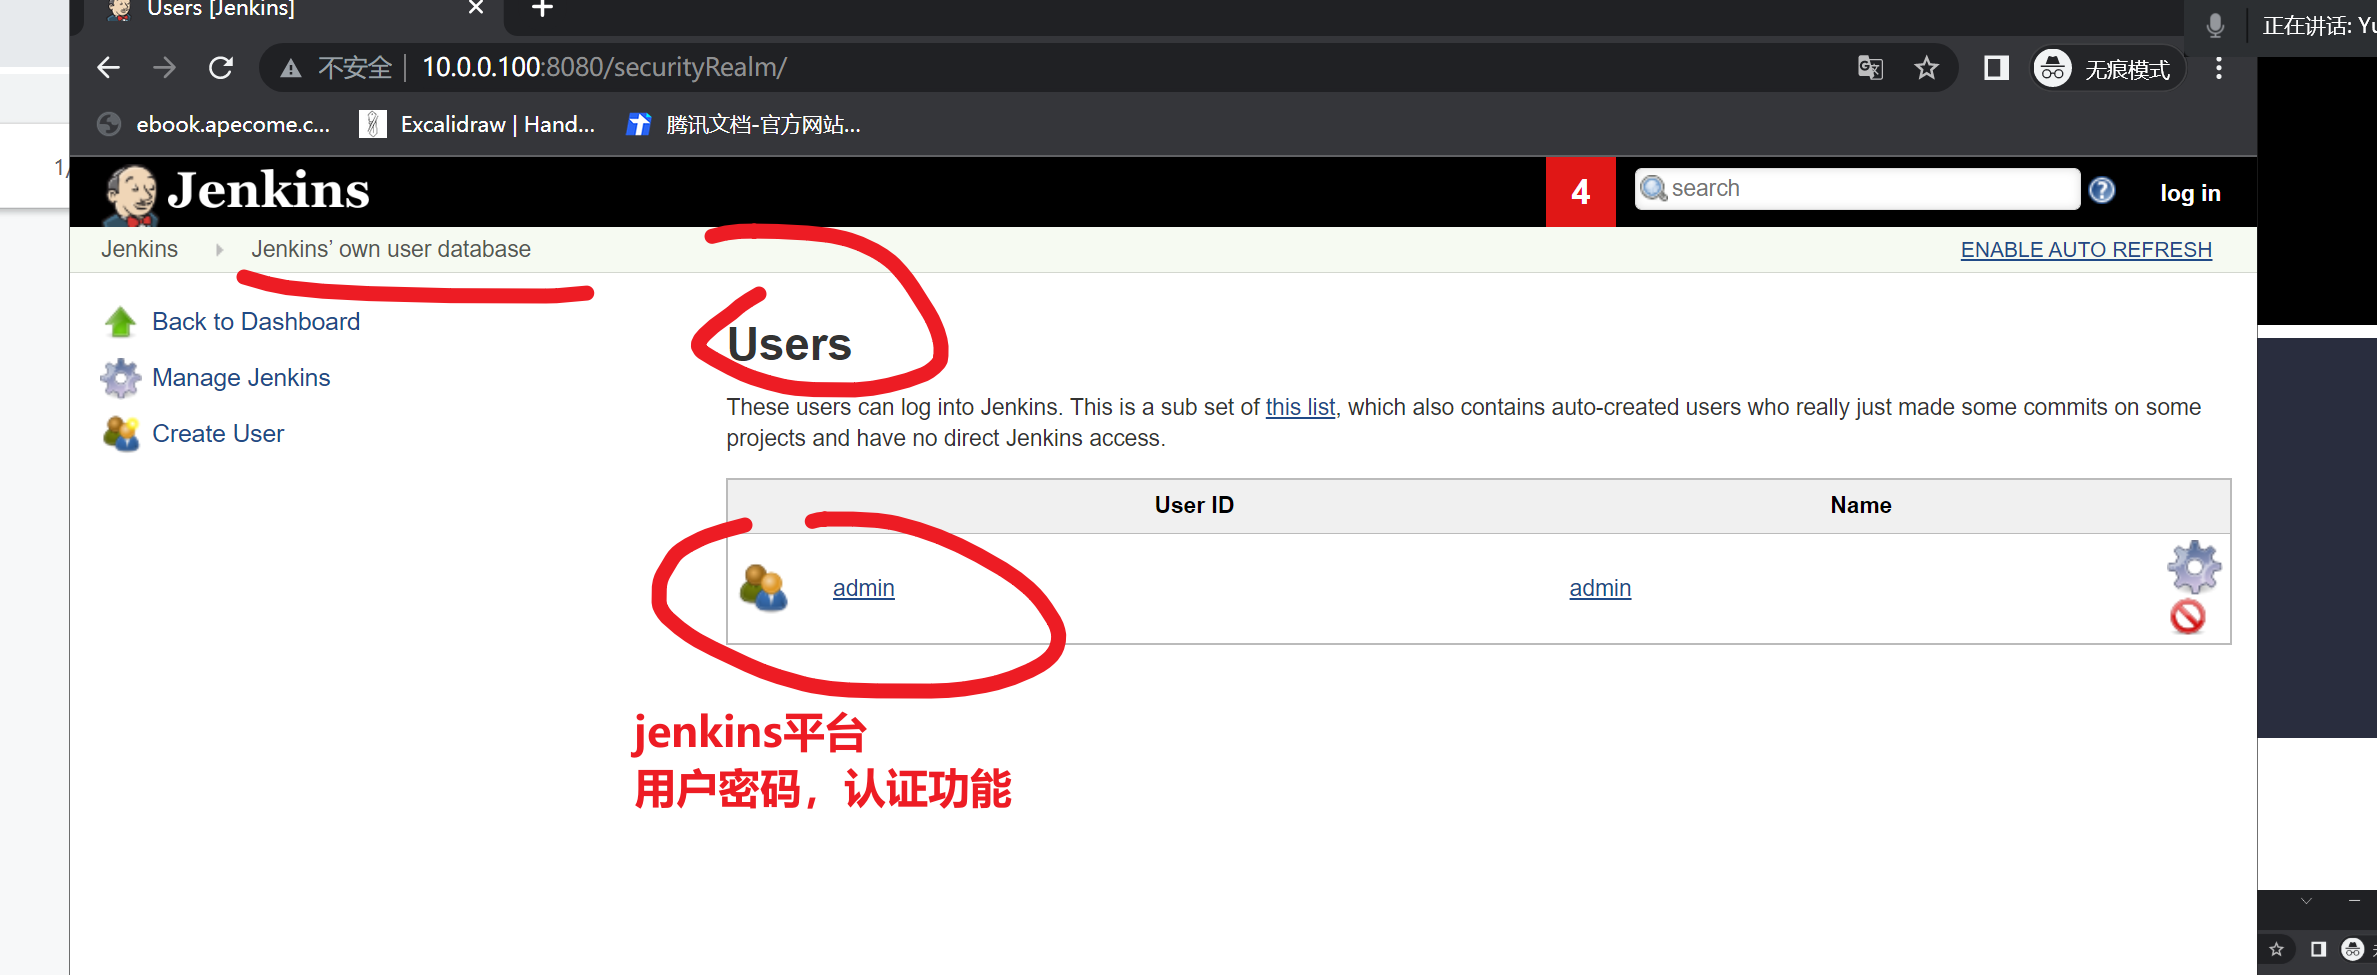 Users [Jenkins]
正在讲话: Yu
不安全 10.0.0.100:8080/securityRealm/
无痕模式
ebook.apecome.c...
Excalidraw | Hand...
腾讯文档-官方网站...
1/
Jenkins
4
search
log in
Jenkins
Jenkins’ own user database
ENABLE AUTO REFRESH
Back to Dashboard
Manage Jenkins
Create User
Users
These users can log into Jenkins. This is a sub set of this list, which also contains auto-created users who really just made some commits on some
projects and have no direct Jenkins access.
User ID
Name
admin
admin
jenkins平台
用户密码，认证功能